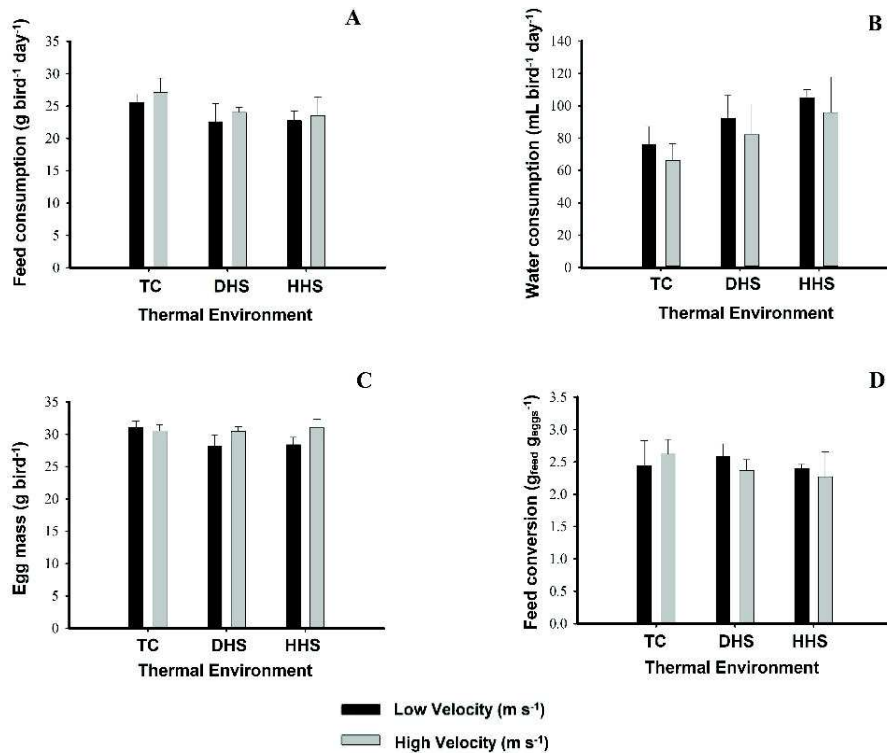 A
Feed consumption (g bird⁻¹ day⁻¹)
35
30
25
20
15
10
5
0
TC DHS HHS
Thermal Environment
B
Water consumption (mL bird⁻¹ day⁻¹)
140
120
100
80
60
40
20
0
TC DHS HHS
Thermal Environment
C
Egg mass (g bird⁻¹)
35
30
25
20
15
10
5
0
TC DHS HHS
Thermal Environment
D
Feed conversion (gfeed geggs⁻¹)
3.5
3.0
2.5
2.0
1.5
1.0
0.5
0.0
TC DHS HHS
Thermal Environment
Low Velocity (m s⁻¹)
High Velocity (m s⁻¹)